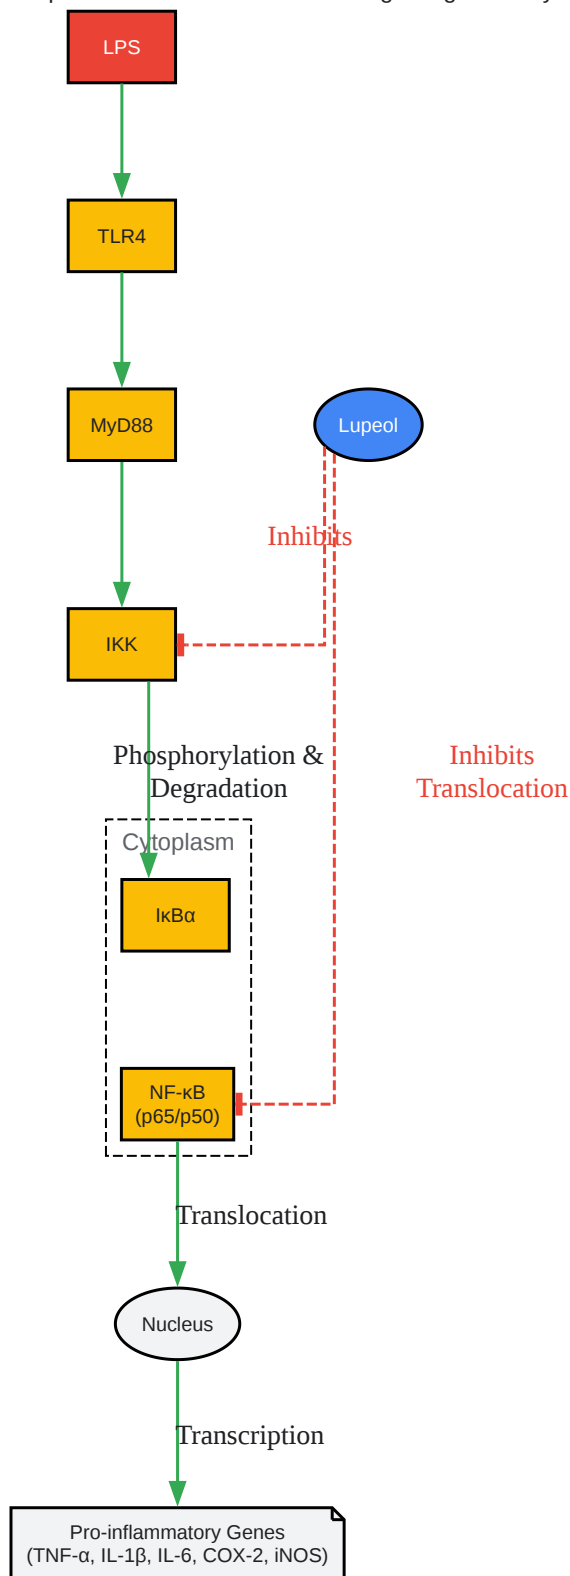 LPS
TLR4
MyD88
Lupeol
Inhibits
IKK
Phosphorylation &
Degradation
Inhibits
Translocation
Cytoplasm
IκBα
NF-κB
(p65/p50)
Translocation
Nucleus
Transcription
Pro-inflammatory Genes
(TNF-α, IL-1β, IL-6, COX-2, iNOS)